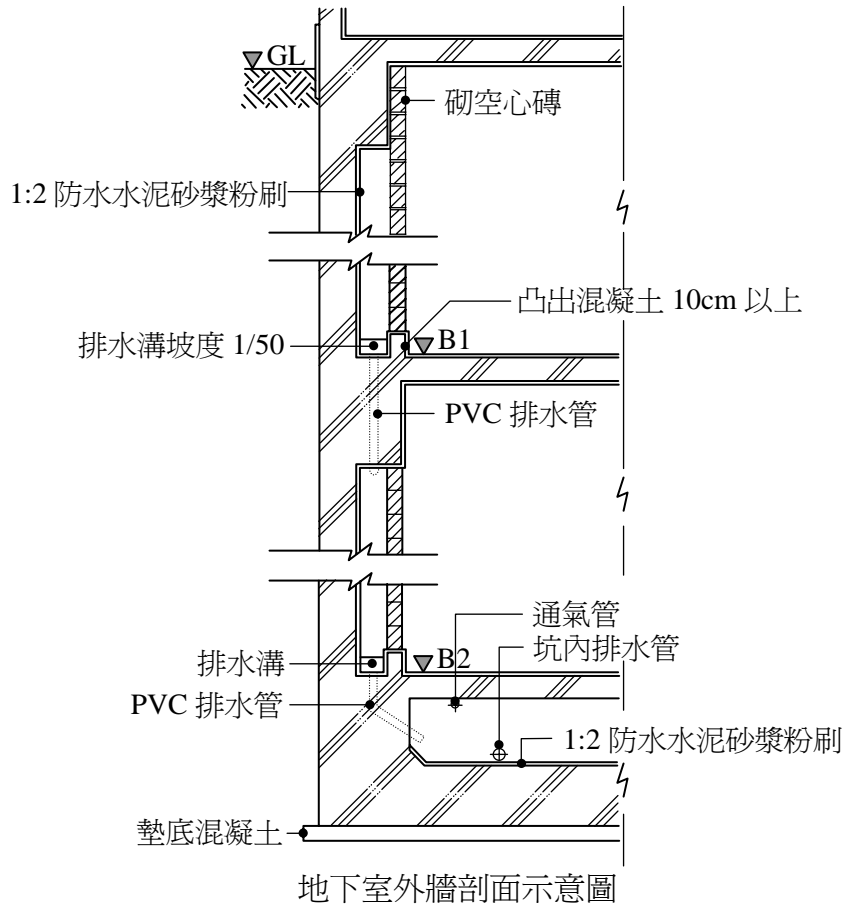 GL
砌空心磚
1:2 防水水泥砂漿粉刷
凸出混凝土 10cm 以上
排水溝坡度 1/50
B1
PVC 排水管
通氣管
排水溝
B2
坑內排水管
PVC 排水管
1:2 防水水泥砂漿粉刷
墊底混凝土
地下室外牆剖面示意圖